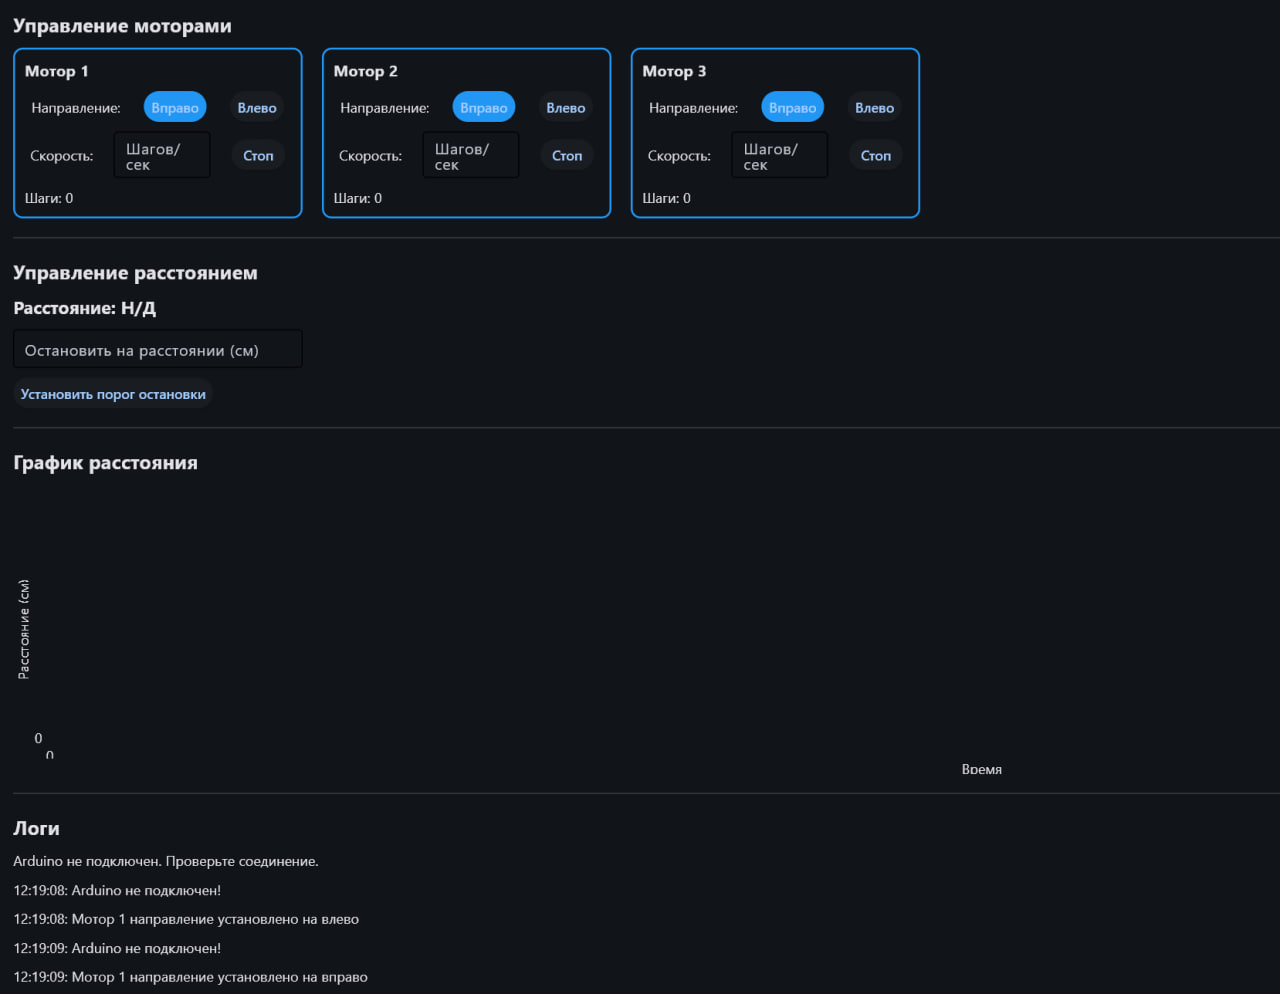 Управление моторами
Мотор 1
Направление: Вправо Влево
Скорость: Шагов/
сек
Стоп
Шаги: 0
Мотор 2
Направление: Вправо Влево
Скорость: Шагов/
сек
Стоп
Шаги: 0
Мотор 3
Направление: Вправо Влево
Скорость: Шагов/
сек
Стоп
Шаги: 0
Управление расстоянием
Расстояние: Н/Д
Остановить на расстоянии (см)
Установить порог остановки
График расстояния
Расстояние (см)
0
0
Время
Логи
Arduino не подключен. Проверьте соединение.
12:19:08: Arduino не подключен!
12:19:08: Мотор 1 направление установлено на влево
12:19:09: Arduino не подключен!
12:19:09: Мотор 1 направление установлено на вправо